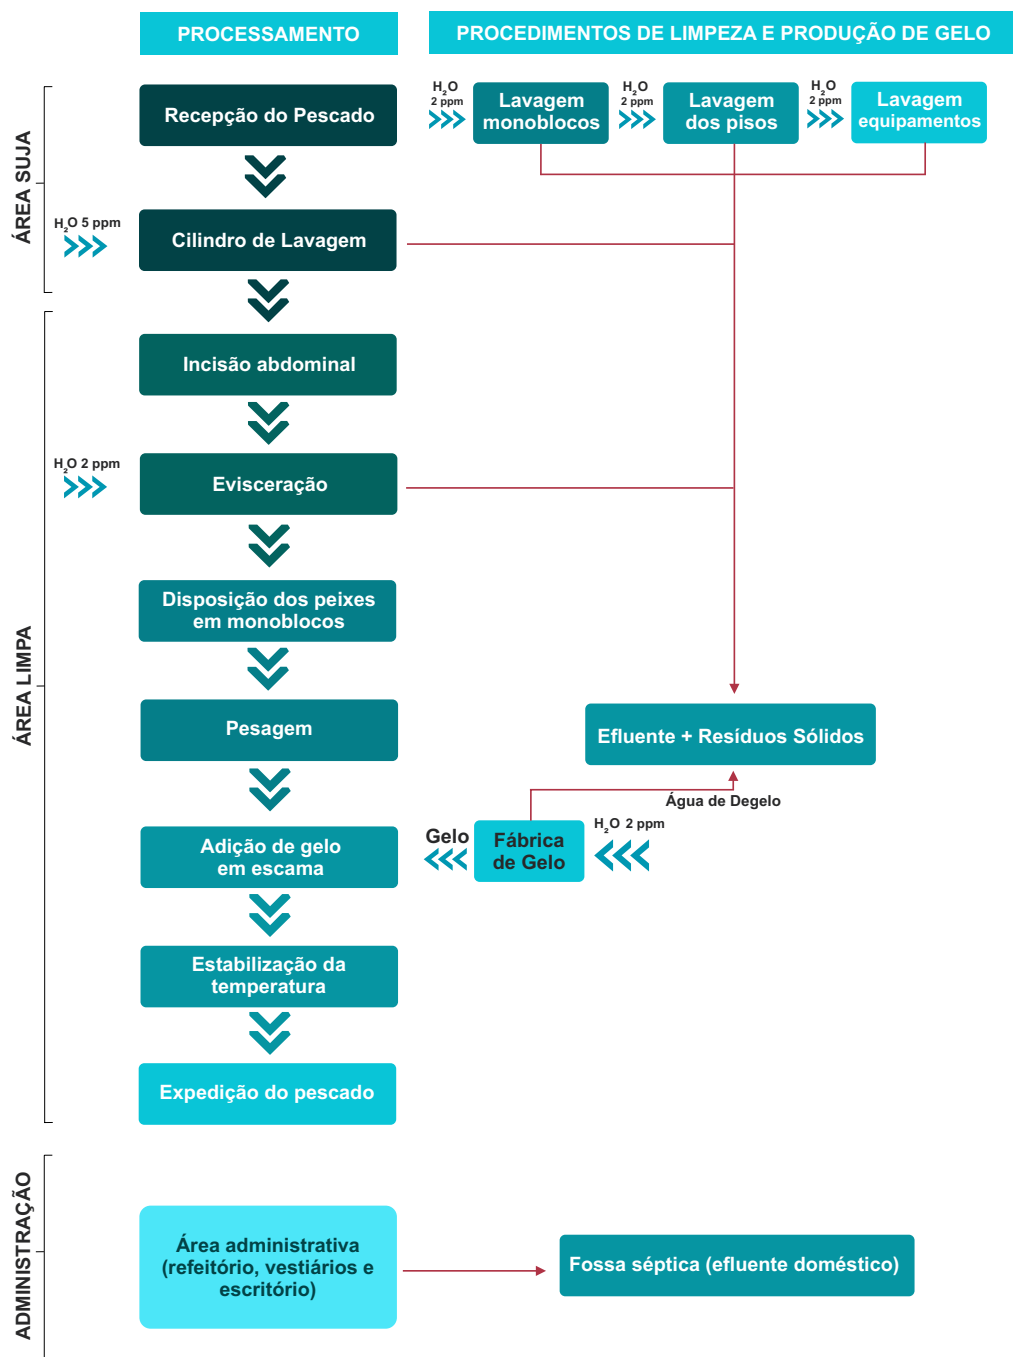 PROCESSAMENTO
PROCEDIMENTOS DE LIMPEZA E PRODUÇÃO DE GELO
ÁREA SUJA
Recepção do Pescado
H₂O
2 ppm
Lavagem
monoblocos
H₂O
2 ppm
Lavagem
dos pisos
H₂O
2 ppm
Lavagem
equipamentos
H₂O 5 ppm
Cilindro de Lavagem
ÁREA LIMPA
Incisão abdominal
H₂O 2 ppm
Evisceração
Disposição dos peixes
em monoblocos
Pesagem
Efluente + Resíduos Sólidos
Água de Degelo
Adição de gelo
em escama
Gelo
Fábrica
de Gelo
H₂O 2 ppm
Estabilização da
temperatura
Expedição do pescado
ADMINISTRAÇÃO
Área administrativa
(refeitório, vestiários e
escritório)
Fossa séptica (efluente doméstico)